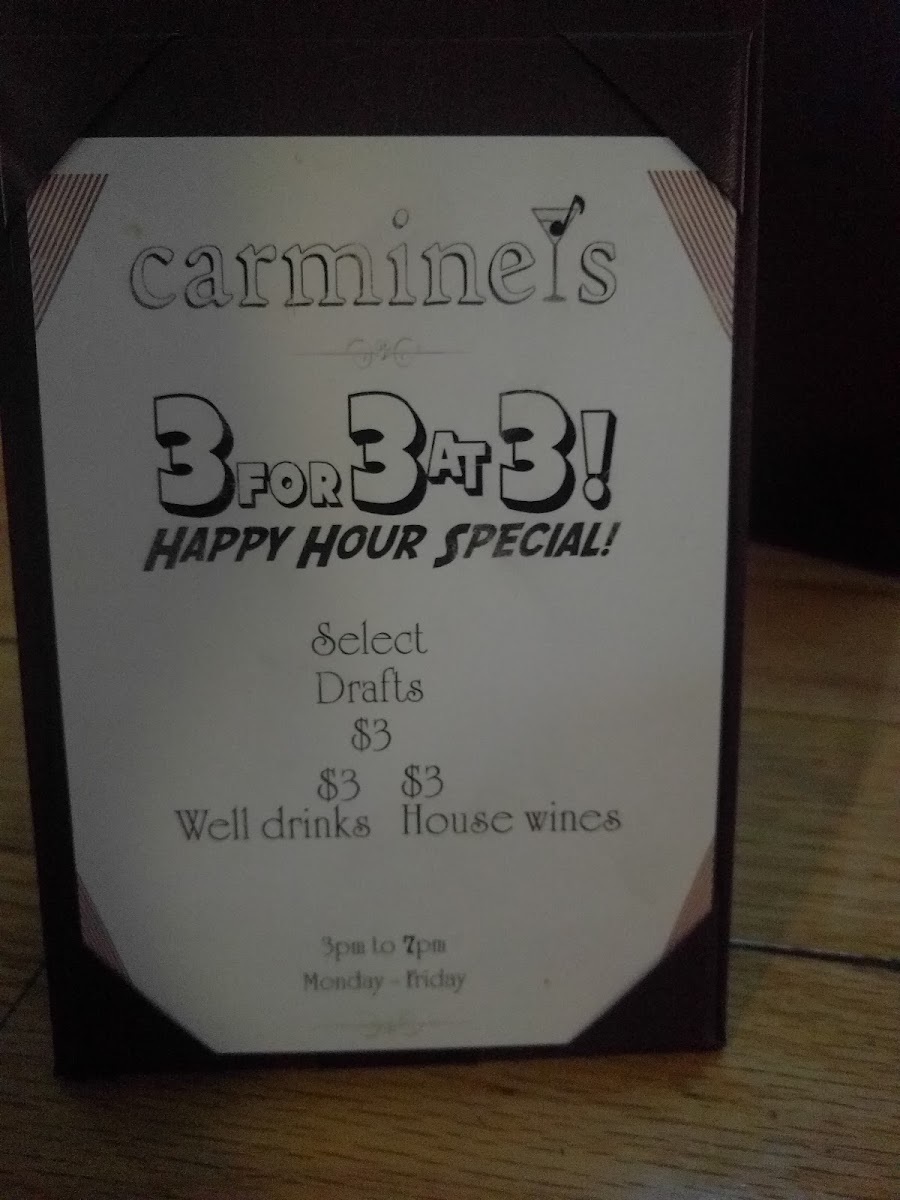 carmine's
3 FOR 3 AT 3!
HAPPY HOUR SPECIAL!
Select
Drafts
$3
$3 $3
Well drinks House wines
3pm to 7pm
Monday - Friday